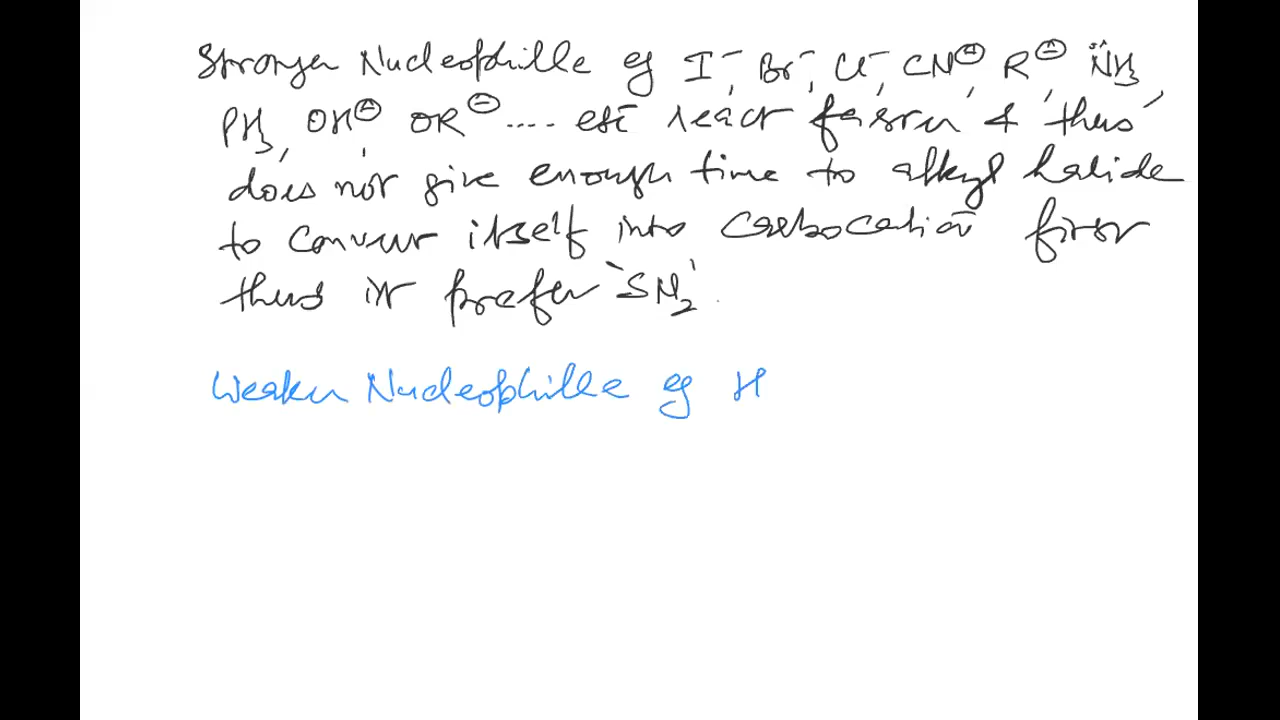 Stronger Nucleophille eg I⁻, Br⁻, Cl⁻, CN⊖, R⊖, N̈H3,
PH3, OH⊖, OR⊖ .... etc react faster & thus
does not give enough time to alkyl halide
to convert itself into carbocation first
thus it prefer 'SN2'.
Weaker Nucleophille eg H